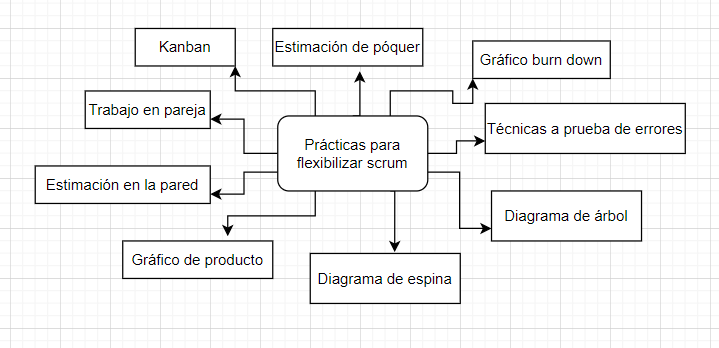 Kanban
Estimación de póquer
Gráfico burn down
Trabajo en pareja
Prácticas para
flexibilizar scrum
Técnicas a prueba de errores
Estimación en la pared
Diagrama de árbol
Gráfico de producto
Diagrama de espina